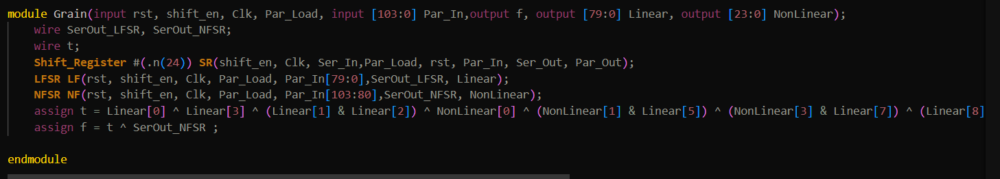 module Grain(input rst, shift_en, Clk, Par_Load, input [103:0] Par_In,output f, output [79:0] Linear, output [23:0] NonLinear);
wire SerOut_LFSR, SerOut_NFSR;
wire t;
Shift_Register #(.n(24)) SR(shift_en, Clk, Ser_In,Par_Load, rst, Par_In, Ser_Out, Par_Out);
LFSR LF(rst, shift_en, Clk, Par_Load, Par_In[79:0],SerOut_LFSR, Linear);
NFSR NF(rst, shift_en, Clk, Par_Load, Par_In[103:80],SerOut_NFSR, NonLinear);
assign t = Linear[0] ^ Linear[3] ^ (Linear[1] & Linear[2]) ^ NonLinear[0] ^ (NonLinear[1] & Linear[5]) ^ (NonLinear[3] & Linear[7]) ^ (Linear[8]
assign f = t ^ SerOut_NFSR ;
endmodule